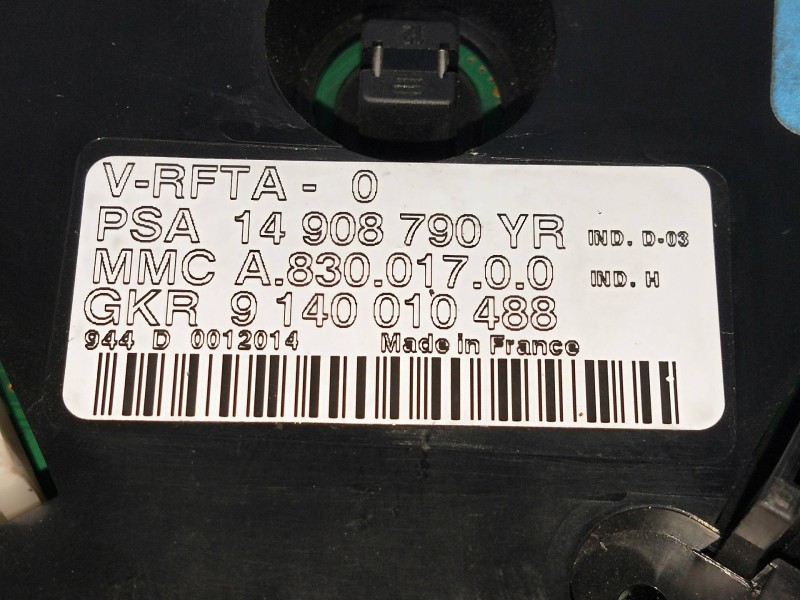 V-RFTA - 0
PSA 14 908 790 YR IND. D-03
MMC A.830.017.0.0 IND. H
GKR 9 140 010 488
944 D 0012014 Made in France